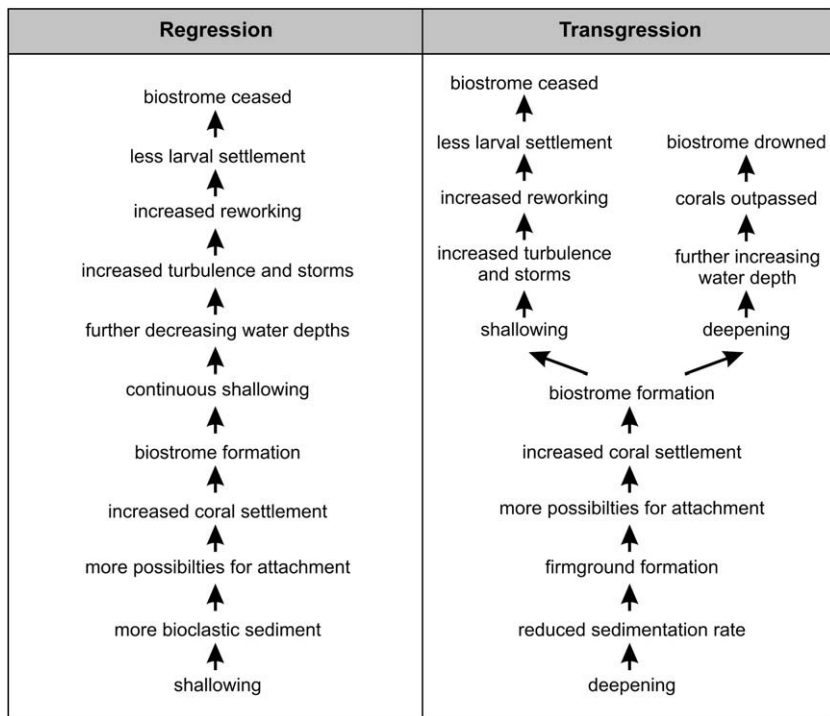 Regression
biostrome ceased
less larval settlement
increased reworking
increased turbulence and storms
further decreasing water depths
continuous shallowing
biostrome formation
increased coral settlement
more possibilties for attachment
more bioclastic sediment
shallowing
Transgression
biostrome ceased
less larval settlement
increased reworking
increased turbulence
and storms
shallowing
biostrome drowned
corals outpassed
further increasing
water depth
deepening
biostrome formation
increased coral settlement
more possibilties for attachment
firmground formation
reduced sedimentation rate
deepening